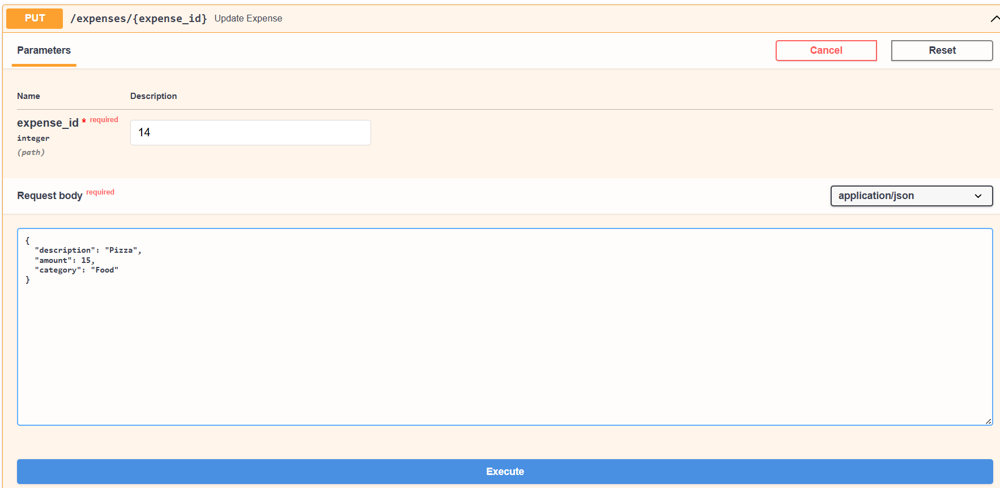 PUT /expenses/{expense_id} Update Expense
Parameters
Cancel
Reset
Name Description
expense_id * required
integer
(path)
14
Request body required
application/json
{
  "description": "Pizza",
  "amount": 15,
  "category": "Food"
}
Execute